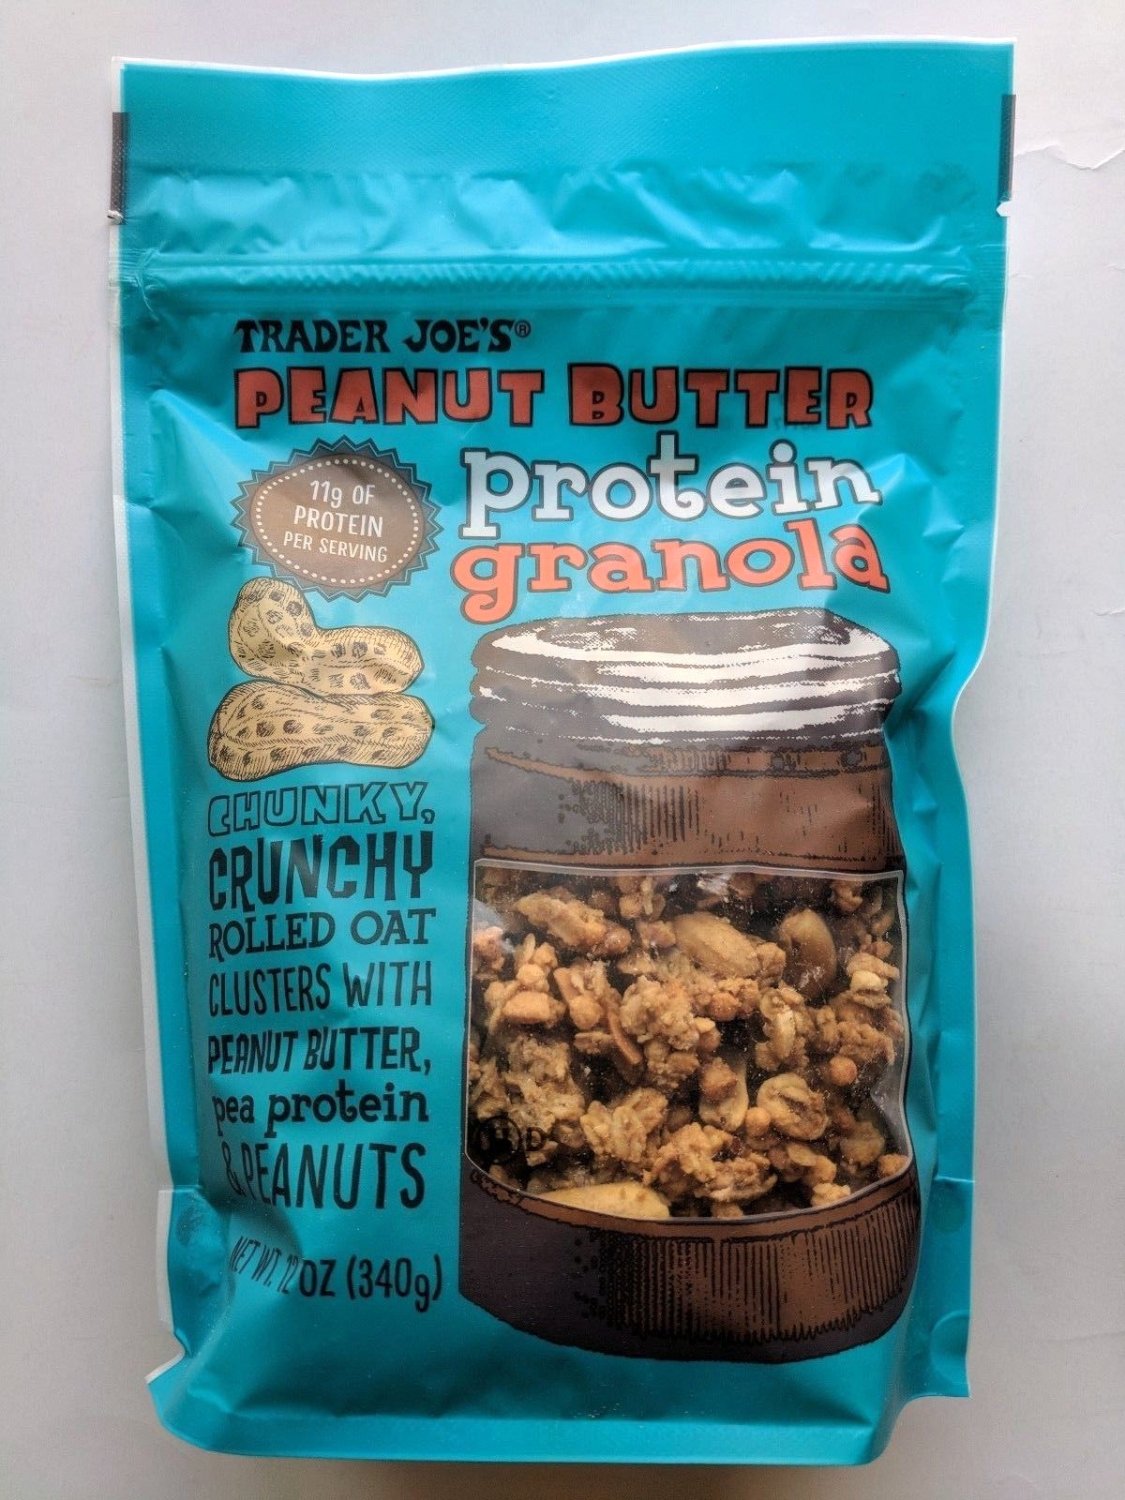 TRADER JOE'S®
PEANUT BUTTER
protein
granola
11g OF
PROTEIN
PER SERVING
CHUNKY,
CRUNCHY
ROLLED OAT
CLUSTERS WITH
PEANUT BUTTER,
pea protein
& PEANUTS
NET WT. 12 OZ (340g)